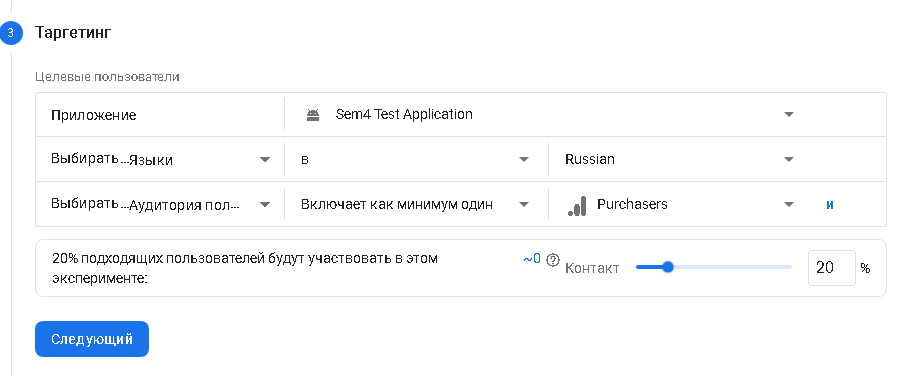 3 Таргетинг
Целевые пользователи
Приложение Sem4 Test Application
Выбирать... Языки в Russian
Выбирать... Аудитория пол... Включает как минимум один Purchasers и
20% подходящих пользователей будут участвовать в этом ~0 Контакт 20 %
эксперименте:
Следующий